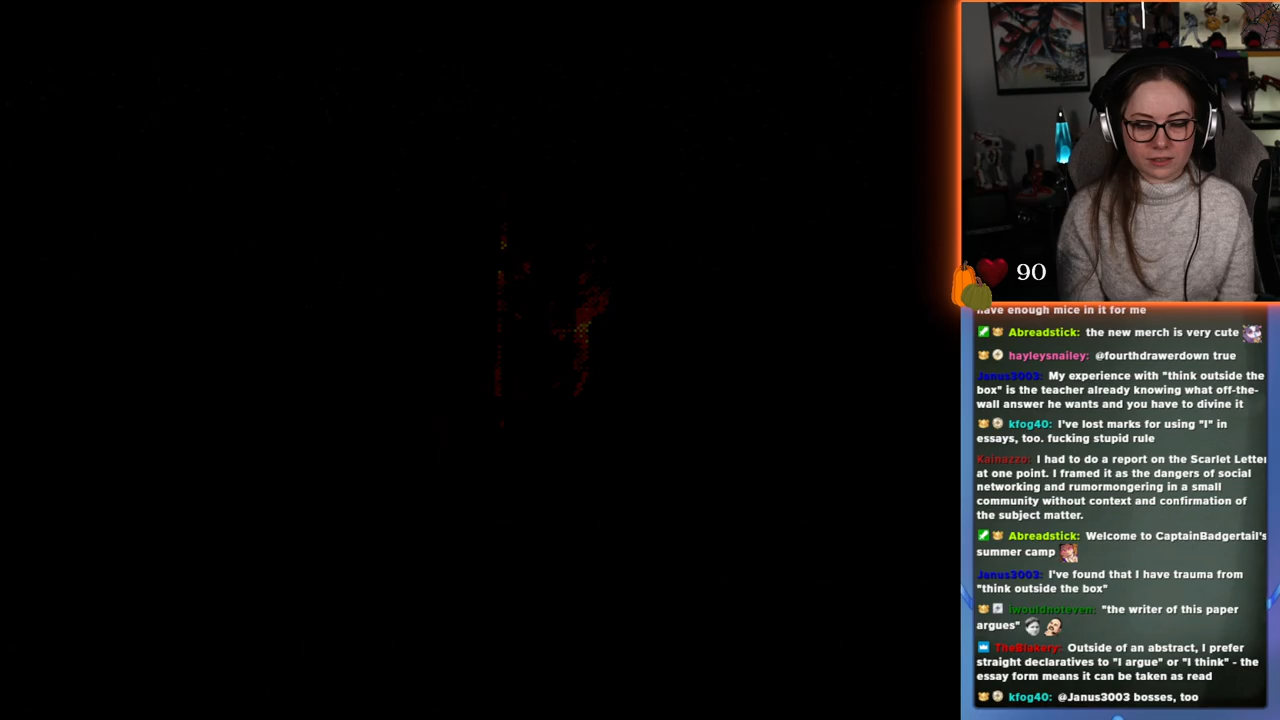 90
have enough mice in it for me
Abreadstick: the new merch is very cute
hayleysnailey: @fourthdrawerdown true
Janus3003: My experience with "think outside the
box" is the teacher already knowing what off-the-
wall answer he wants and you have to divine it
kfog40: I've lost marks for using "I" in
essays, too. fucking stupid rule
Kainazzo: I had to do a report on the Scarlet Letter
at one point. I framed it as the dangers of social
networking and rumormongering in a small
community without context and confirmation of
the subject matter.
Abreadstick: Welcome to CaptainBadgertail's
summer camp
Janus3003: I've found that I have trauma from
"think outside the box"
iwouldnoteven: "the writer of this paper
argues"
TheBlakery: Outside of an abstract, I prefer
straight declaratives to "I argue" or "I think" - the
essay form means it can be taken as read
kfog40: @Janus3003 bosses, too